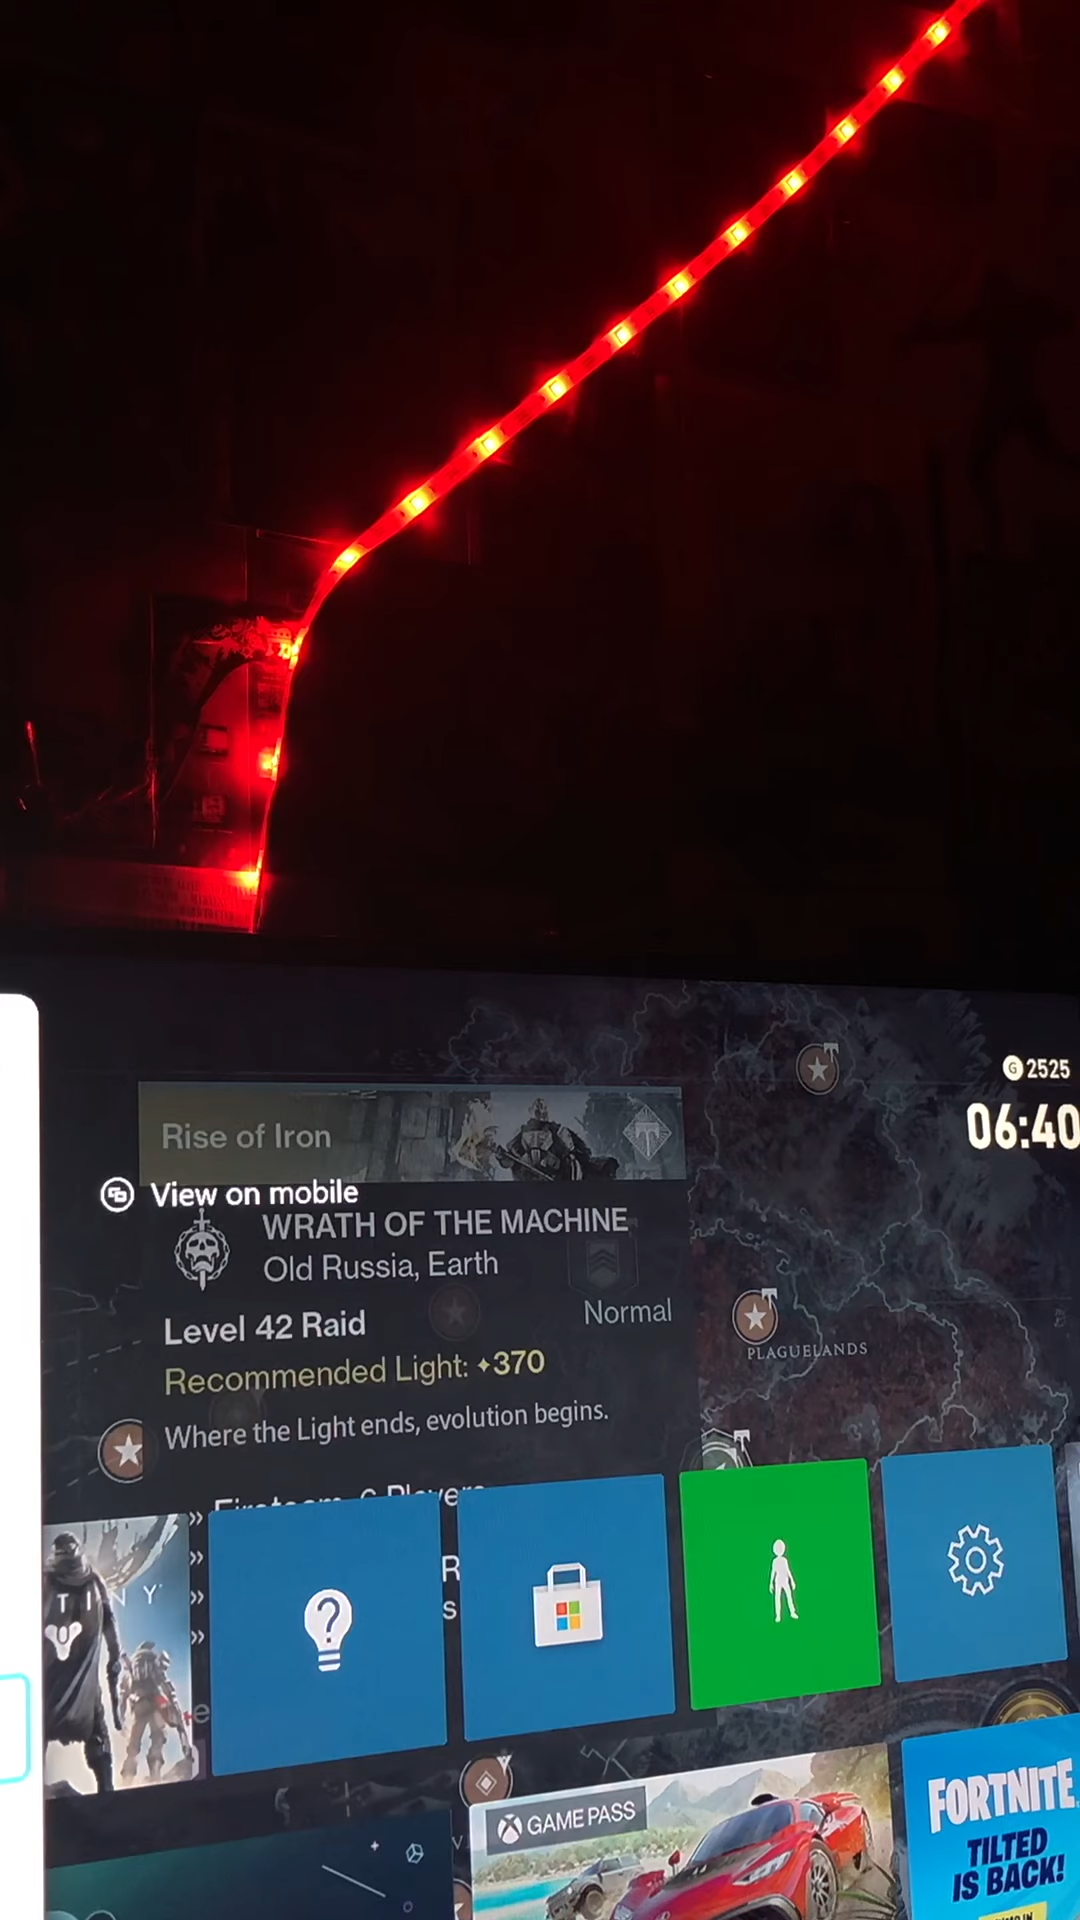 G 2525
06:40
Rise of Iron
View on mobile
WRATH OF THE MACHINE
Old Russia, Earth
Level 42 Raid
Normal
Recommended Light: ✦370
PLAGUELANDS
Where the Light ends, evolution begins.
TINY
GAME PASS
FORTNITE
TILTED
IS BACK!